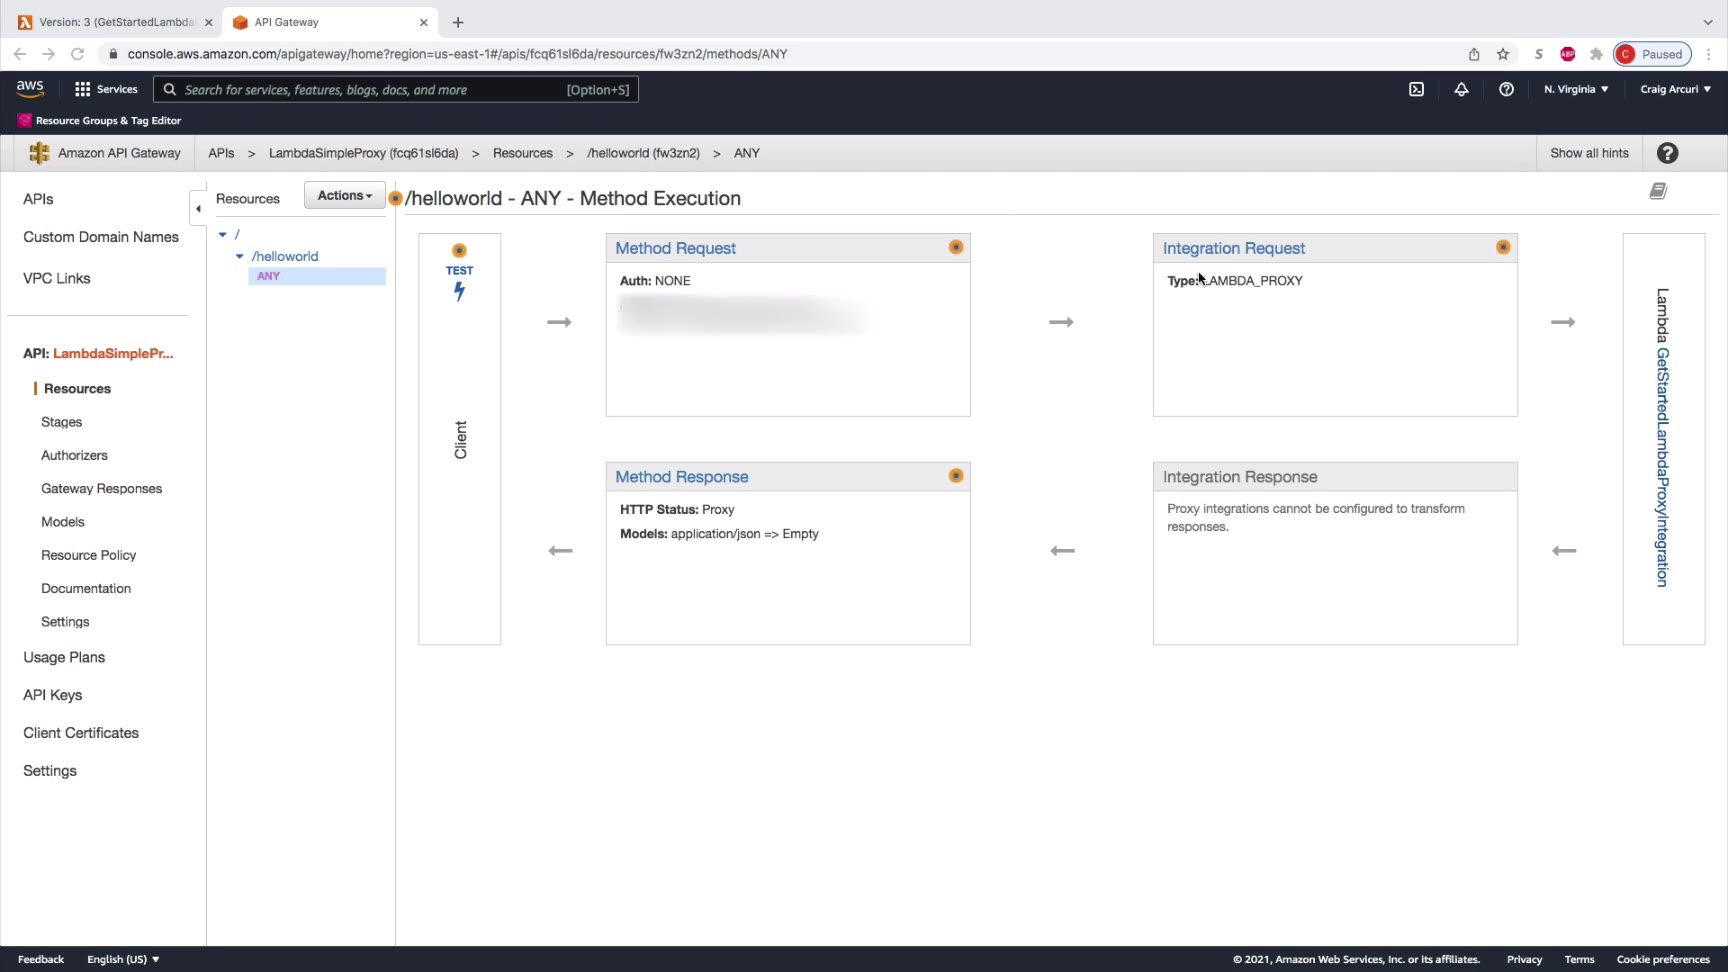 Version: 3 (GetStartedLambda
API Gateway
console.aws.amazon.com/apigateway/home?region=us-east-1#/apis/fcq61sl6da/resources/fw3zn2/methods/ANY
S
ABP
C Paused
aws
Services
Search for services, features, blogs, docs, and more [Option+S]
N. Virginia
Craig Arcuri
Resource Groups & Tag Editor
Amazon API Gateway
APIs > LambdaSimpleProxy (fcq61sl6da) > Resources > /helloworld (fw3zn2) > ANY
Show all hints
?
APIs
Custom Domain Names
VPC Links
API: LambdaSimplePr...
Resources
Stages
Authorizers
Gateway Responses
Models
Resource Policy
Documentation
Settings
Usage Plans
API Keys
Client Certificates
Settings
Resources
Actions
/
/helloworld
ANY
/helloworld - ANY - Method Execution
TEST
Client
Method Request
Auth: NONE
Integration Request
Type: LAMBDA_PROXY
Method Response
HTTP Status: Proxy
Models: application/json => Empty
Integration Response
Proxy integrations cannot be configured to transform
responses.
Lambda GetStartedLambdaProxyIntegration
Feedback
English (US)
© 2021, Amazon Web Services, Inc. or its affiliates.
Privacy
Terms
Cookie preferences